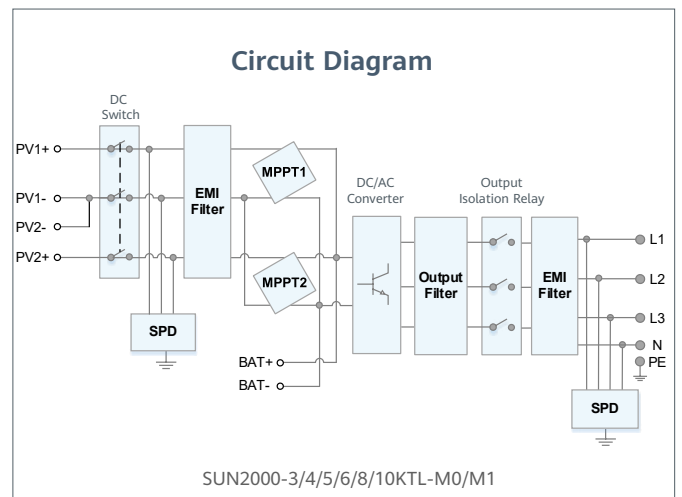 Circuit Diagram
DC
Switch
PV1+
PV1-
PV2-
PV2+
EMI
Filter
SPD
MPPT1
MPPT2
BAT+
BAT-
DC/AC
Converter
Output
Filter
Output
Isolation Relay
EMI
Filter
L1
L2
L3
N
PE
SPD
SUN2000-3/4/5/6/8/10KTL-M0/M1